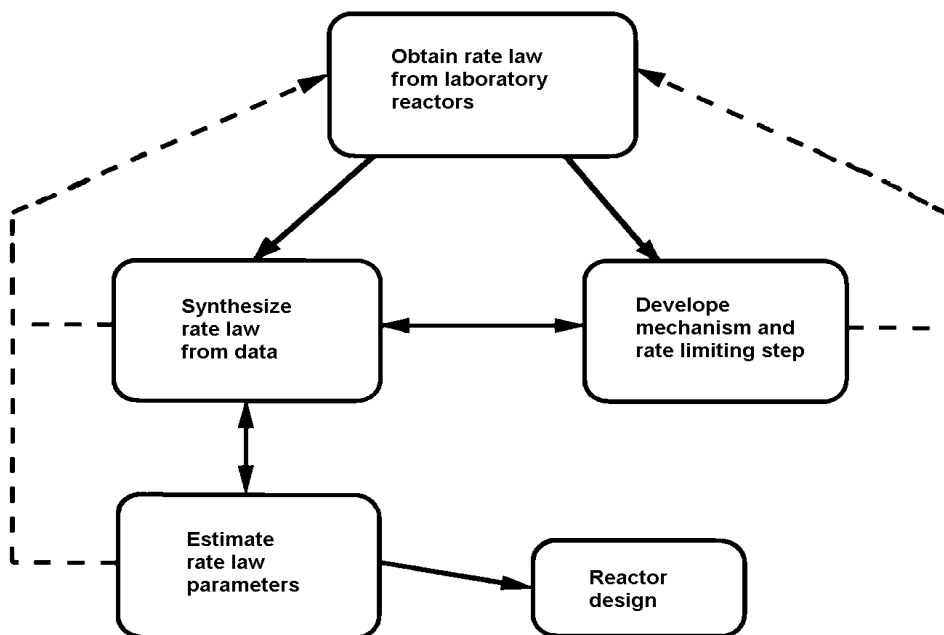 Obtain rate law
from laboratory
reactors
Synthesize
rate law
from data
Develope
mechanism and
rate limiting step
Estimate
rate law
parameters
Reactor
design